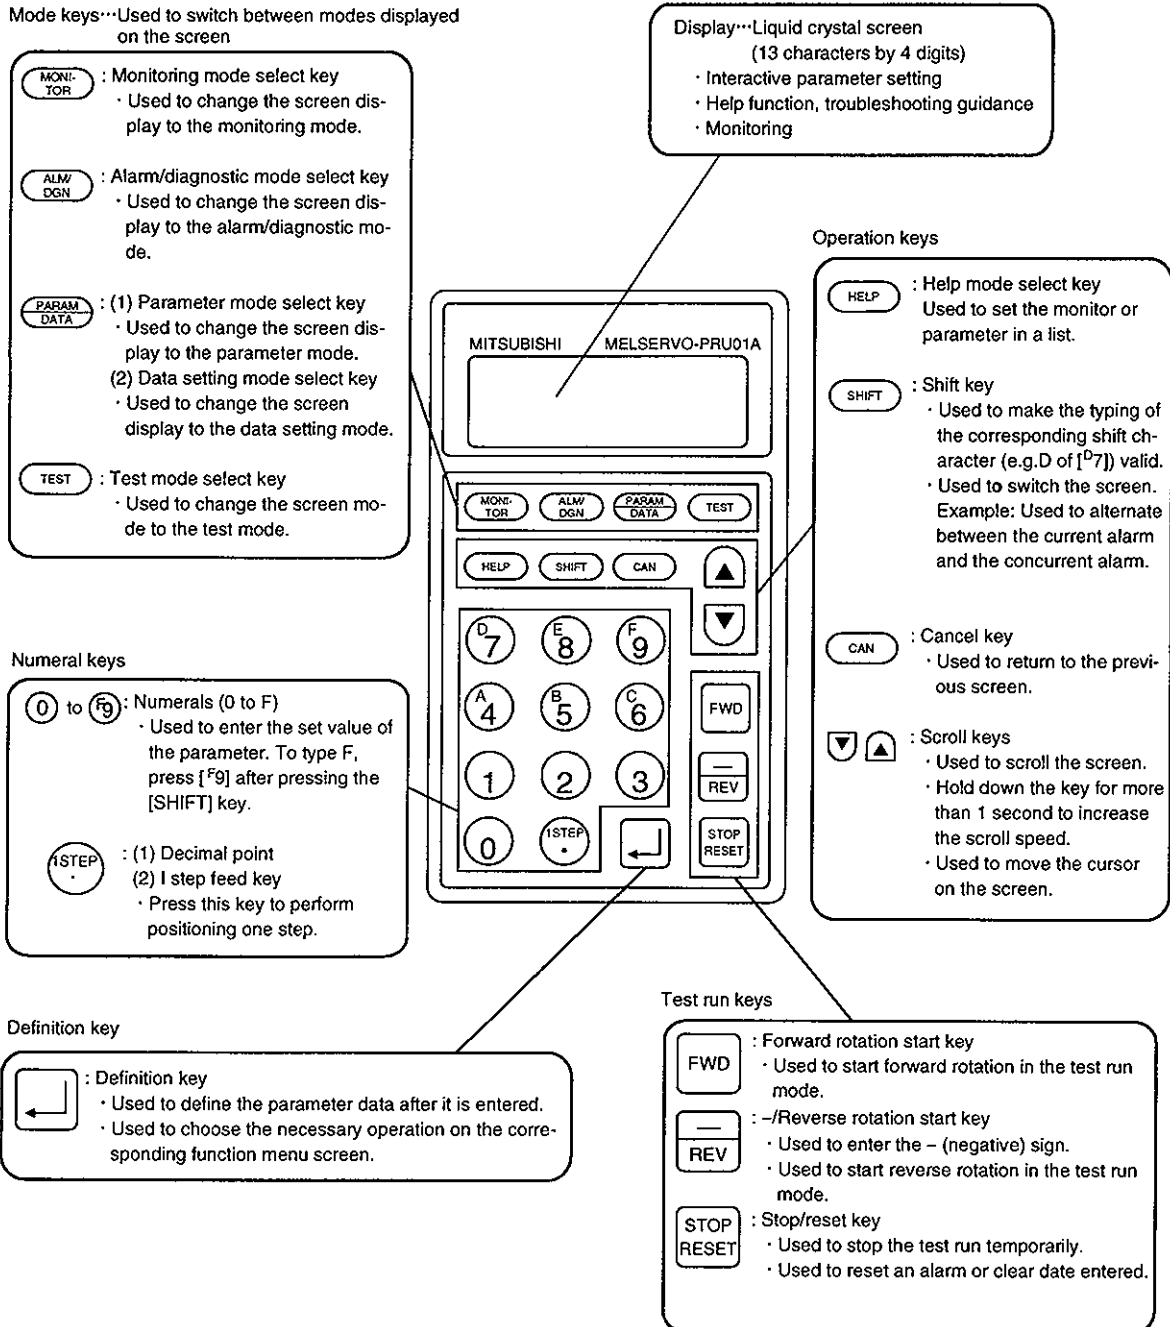 Mode keys···Used to switch between modes displayed
on the screen
MONI-
TOR
: Monitoring mode select key
· Used to change the screen dis-
play to the monitoring mode.
ALM/
DGN
: Alarm/diagnostic mode select key
· Used to change the screen dis-
play to the alarm/diagnostic mo-
de.
PARAM
DATA
: (1) Parameter mode select key
· Used to change the screen dis-
play to the parameter mode.
(2) Data setting mode select key
· Used to change the screen
display to the data setting mode.
TEST
: Test mode select key
· Used to change the screen mo-
de to the test mode.
Display···Liquid crystal screen
(13 characters by 4 digits)
· Interactive parameter setting
· Help function, troubleshooting guidance
· Monitoring
Operation keys
HELP
: Help mode select key
Used to set the monitor or
parameter in a list.
SHIFT
: Shift key
· Used to make the typing of
the corresponding shift ch-
aracter (e.g.D of [ᴰ7]) valid.
· Used to switch the screen.
Example: Used to alternate
between the current alarm
and the concurrent alarm.
CAN
: Cancel key
· Used to return to the previ-
ous screen.
▼ ▲ : Scroll keys
· Used to scroll the screen.
· Hold down the key for more
than 1 second to increase
the scroll speed.
· Used to move the cursor
on the screen.
MITSUBISHI MELSERVO-PRU01A
MONI-
TOR
ALM/
DGN
PARAM
DATA
TEST
HELP SHIFT CAN ▲
▼
D7 E8 F9
A4 B5 C6 FWD
1 2 3
—
REV
0
1STEP
·
STOP
RESET
Numeral keys
0 to F9 : Numerals (0 to F)
· Used to enter the set value of
the parameter. To type F,
press [ꟳ9] after pressing the
[SHIFT] key.
1STEP
·
: (1) Decimal point
(2) I step feed key
· Press this key to perform
positioning one step.
Definition key
: Definition key
· Used to define the parameter data after it is entered.
· Used to choose the necessary operation on the corre-
sponding function menu screen.
Test run keys
FWD
: Forward rotation start key
· Used to start forward rotation in the test run
mode.
—
REV
: –/Reverse rotation start key
· Used to enter the – (negative) sign.
· Used to start reverse rotation in the test run
mode.
STOP
RESET
: Stop/reset key
· Used to stop the test run temporarily.
· Used to reset an alarm or clear date entered.